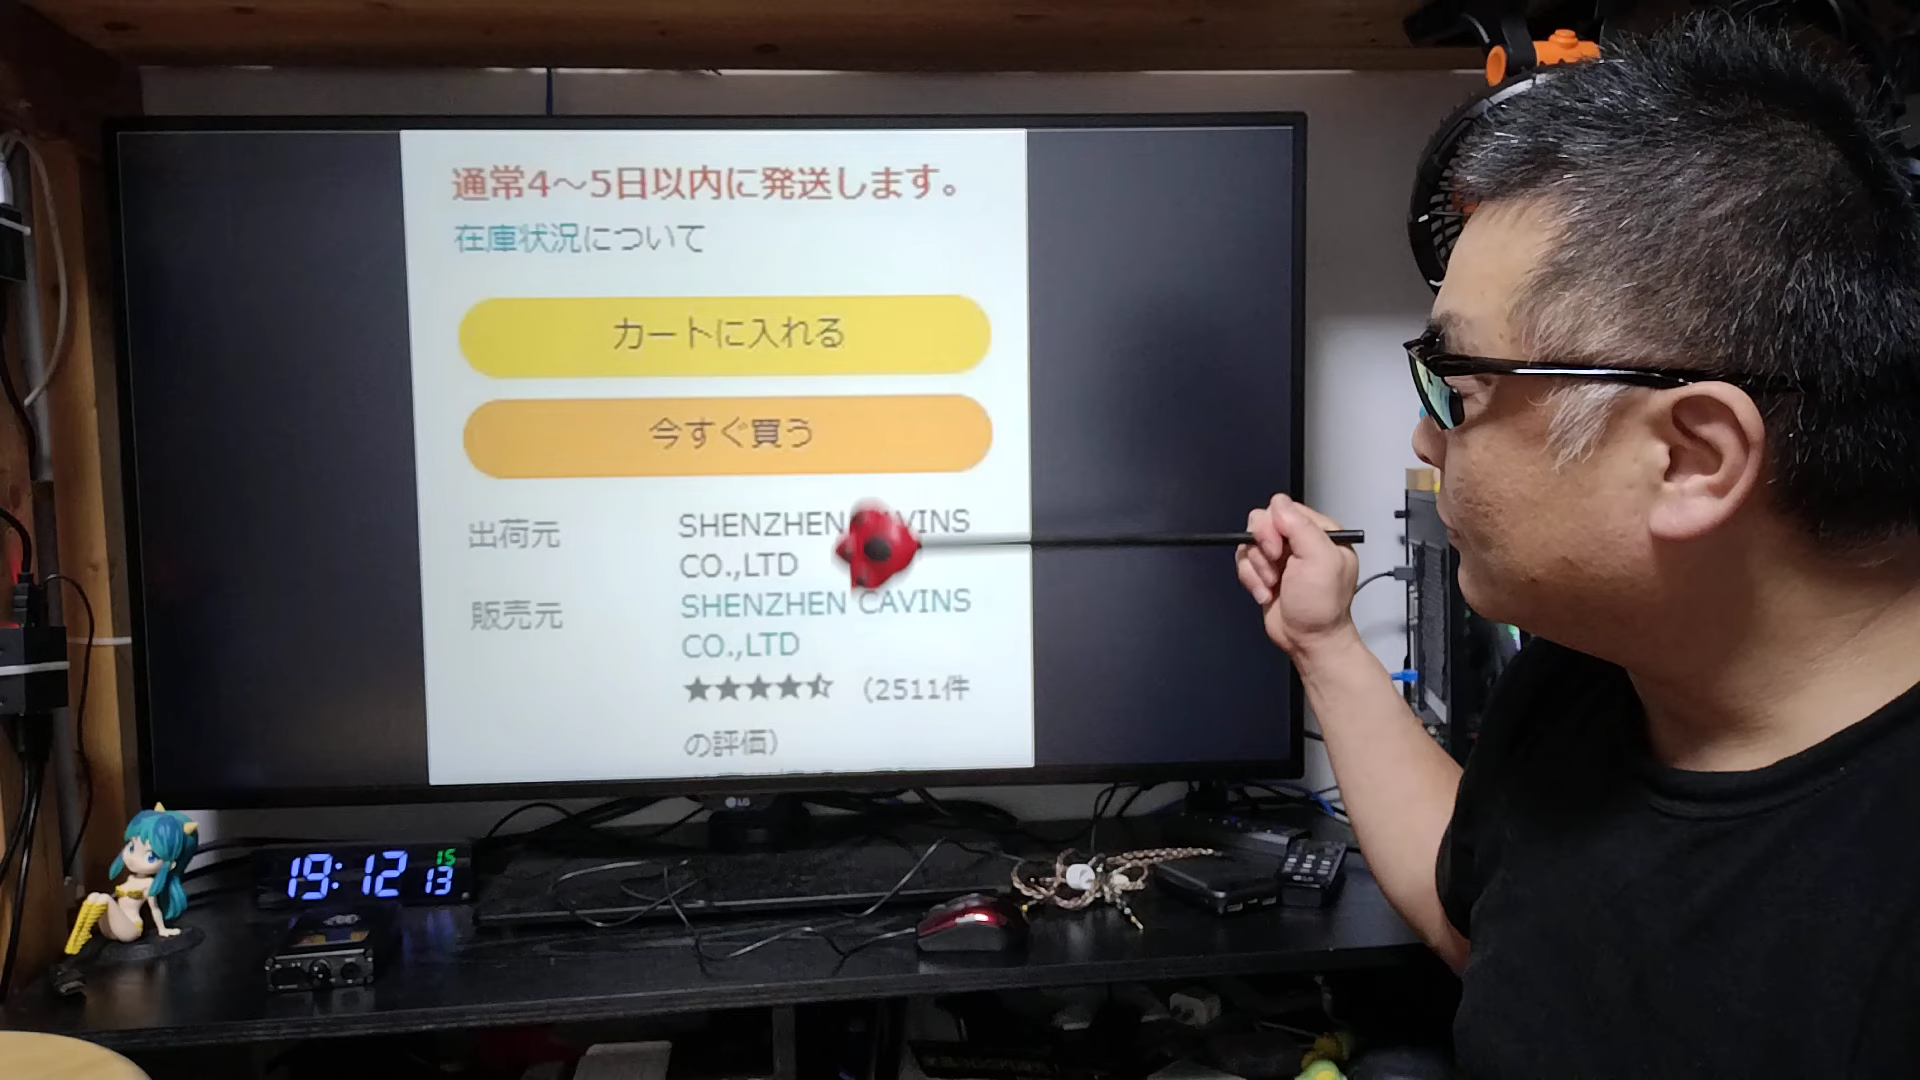 通常4～5日以内に発送します。
在庫状況について
カートに入れる
今すぐ買う
出荷元
SHENZHEN CAVINS
CO.,LTD
販売元
SHENZHEN CAVINS
CO.,LTD
★★★★☆ (2511件
の評価)
LG
19:12 15 13